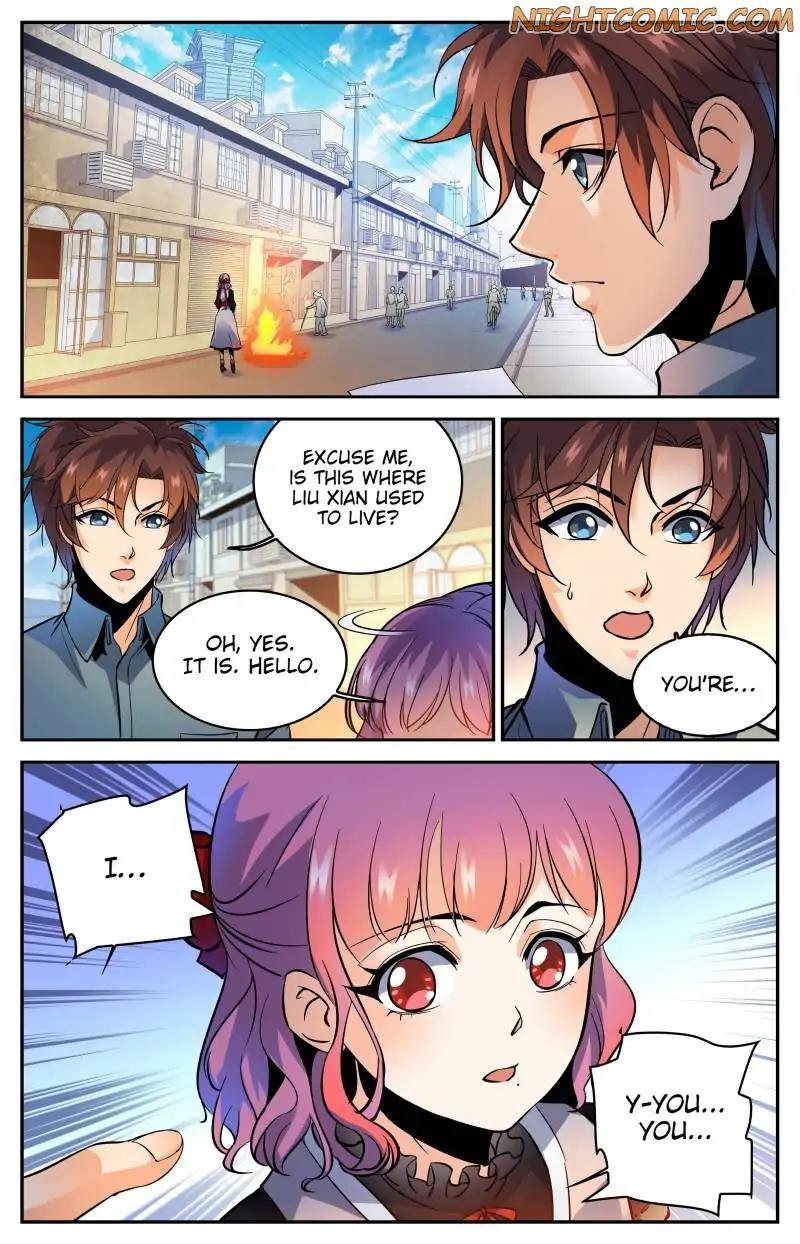 NIGHTCOMIC.COM
EXCUSE ME,
IS THIS WHERE
LIU XIAN USED
TO LIVE?
OH, YES.
IT IS. HELLO.
YOU'RE...
I...
Y-YOU...
YOU...